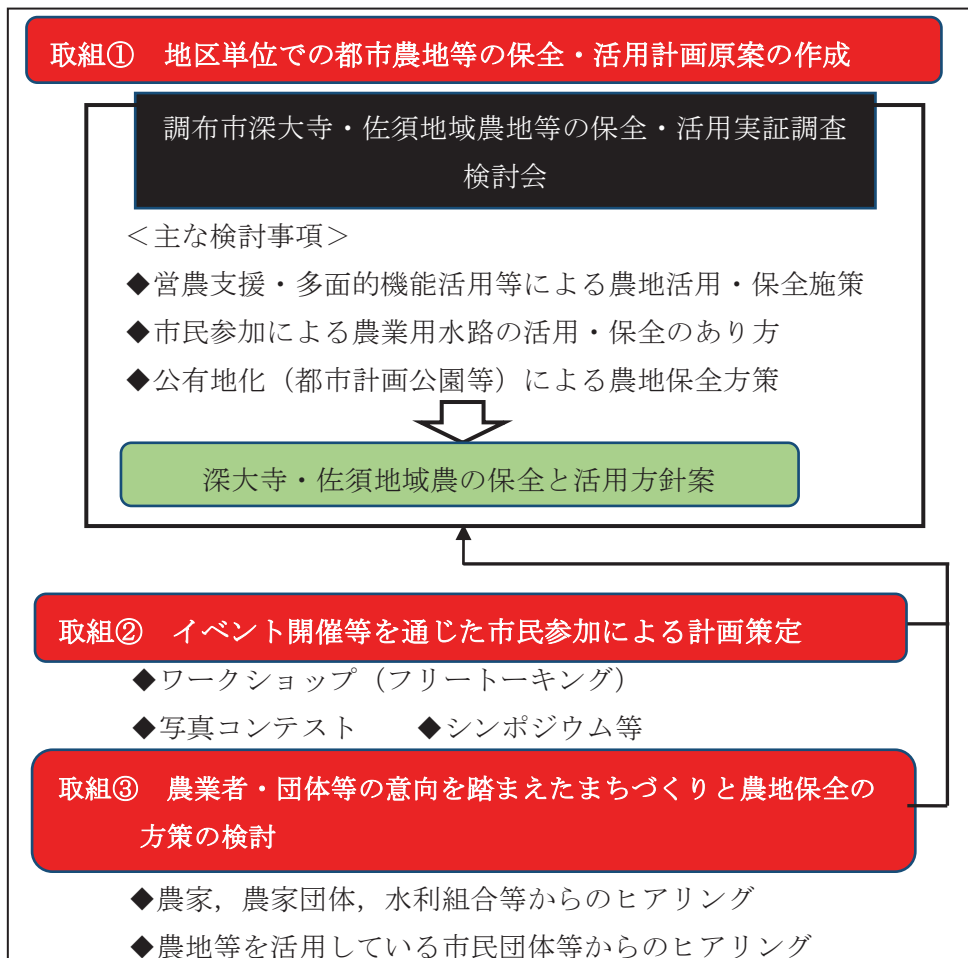 取組① 地区単位での都市農地等の保全・活用計画原案の作成
調布市深大寺・佐須地域農地等の保全・活用実証調査
検討会
＜主な検討事項＞
◆営農支援・多面的機能活用等による農地活用・保全施策
◆市民参加による農業用水路の活用・保全のあり方
◆公有地化（都市計画公園等）による農地保全方策
深大寺・佐須地域農の保全と活用方針案
取組② イベント開催等を通じた市民参加による計画策定
◆ワークショップ（フリートーキング）
◆写真コンテスト ◆シンポジウム等
取組③ 農業者・団体等の意向を踏まえたまちづくりと農地保全の
方策の検討
◆農家，農家団体，水利組合等からのヒアリング
◆農地等を活用している市民団体等からのヒアリング